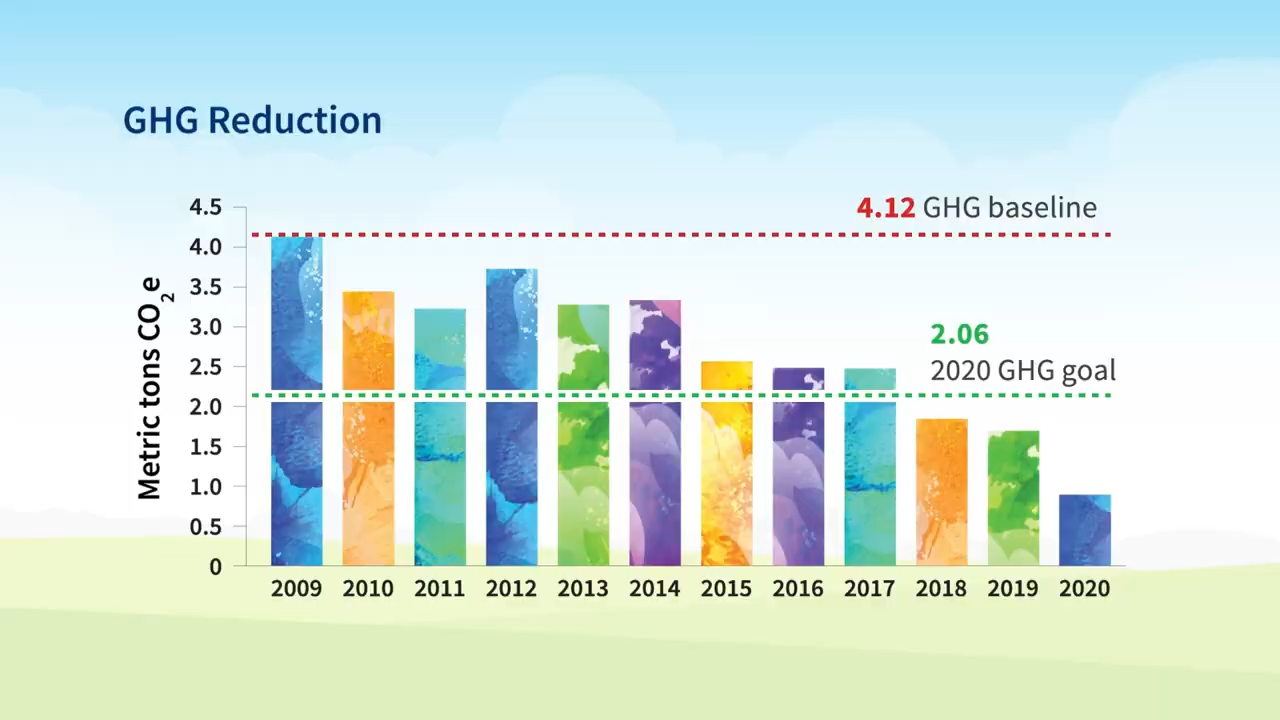 GHG Reduction
4.12 GHG baseline
2.06
2020 GHG goal
Metric tons CO2e
4.5
4.0
3.5
3.0
2.5
2.0
1.5
1.0
0.5
0
2009 2010 2011 2012 2013 2014 2015 2016 2017 2018 2019 2020